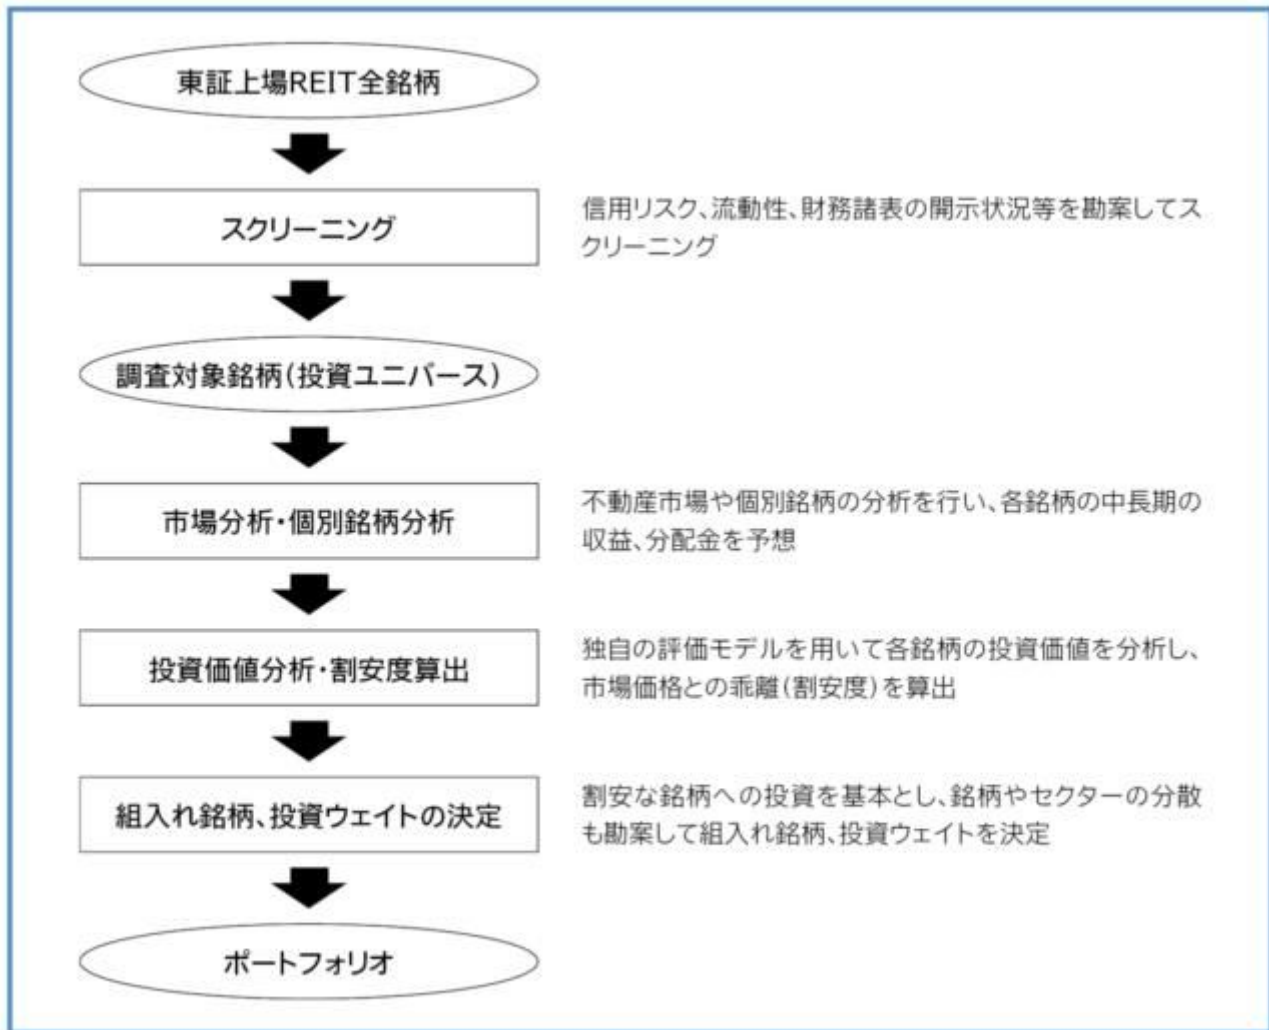 東証上場REIT全銘柄
スクリーニング
信用リスク、流動性、財務諸表の開示状況等を勘案してス
クリーニング
調査対象銘柄(投資ユニバース)
市場分析・個別銘柄分析
不動産市場や個別銘柄の分析を行い、各銘柄の中長期の
収益、分配金を予想
投資価値分析・割安度算出
独自の評価モデルを用いて各銘柄の投資価値を分析し、
市場価格との乖離(割安度)を算出
組入れ銘柄、投資ウェイトの決定
割安な銘柄への投資を基本とし、銘柄やセクターの分散
も勘案して組入れ銘柄、投資ウェイトを決定
ポートフォリオ